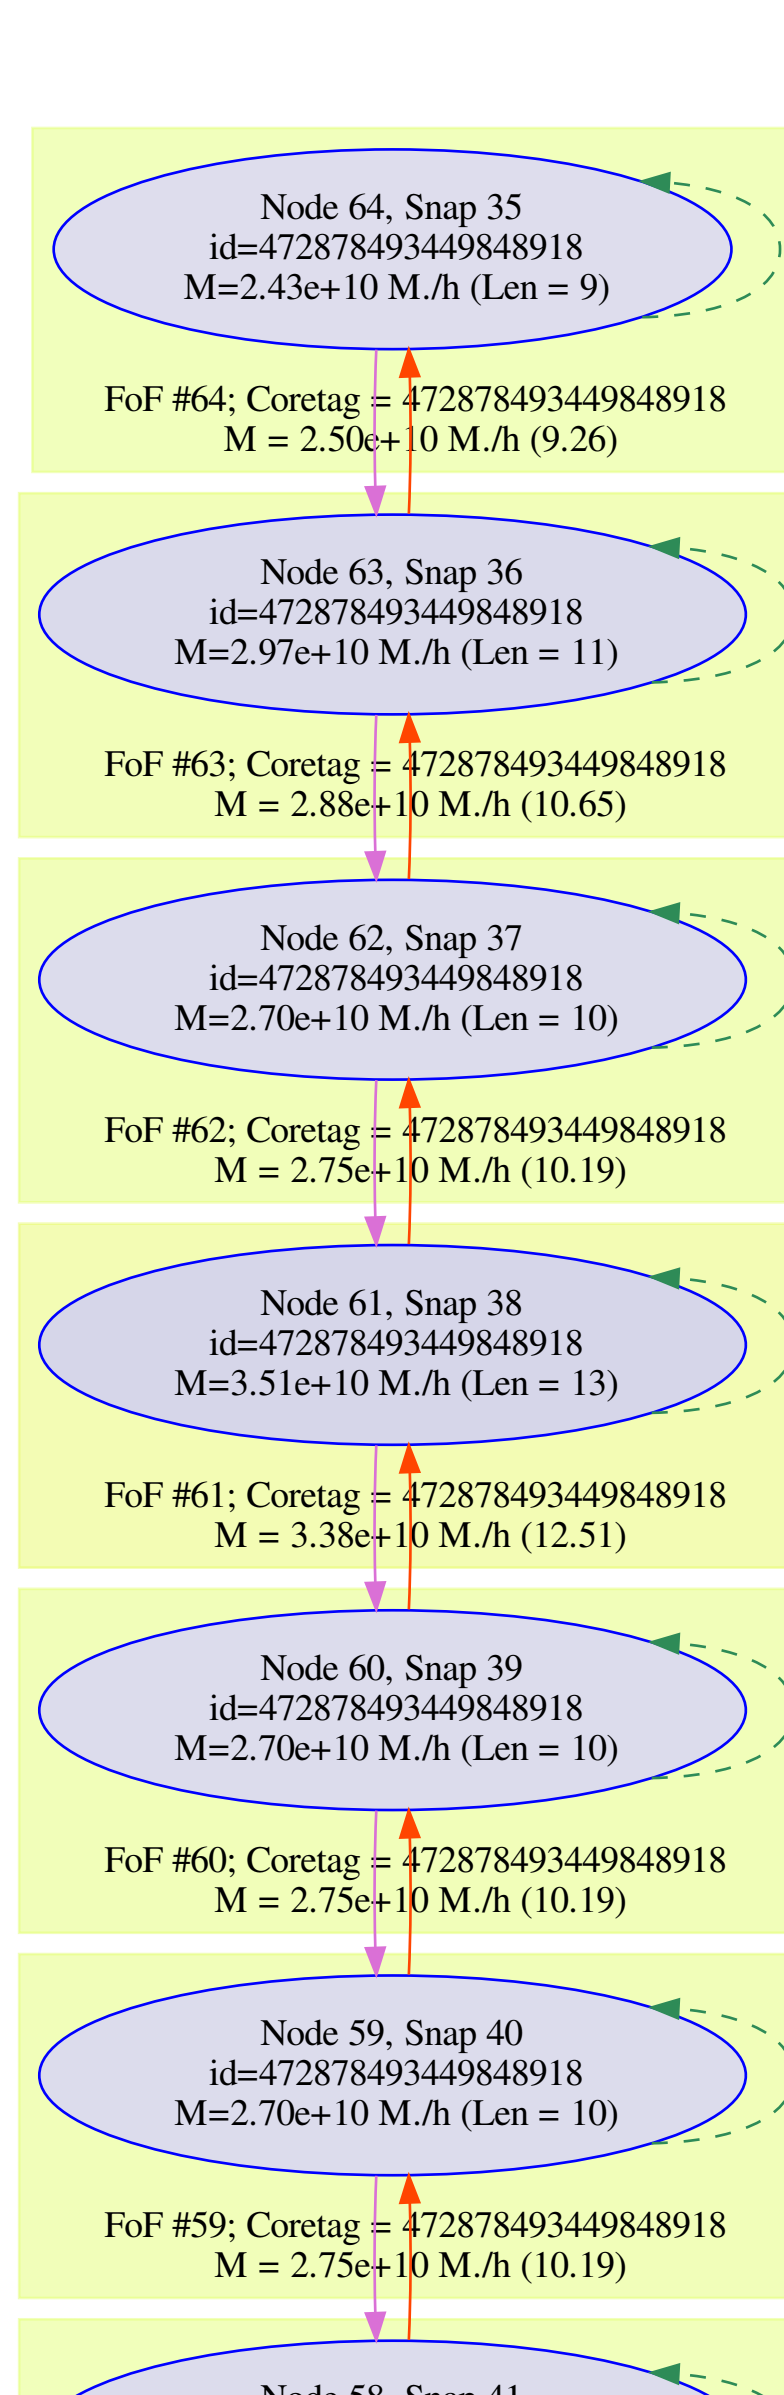 Node 64, Snap 35
id=472878493449848918
M=2.43e+10 M./h (Len = 9)
FoF #64; Coretag = 472878493449848918
M = 2.50e+10 M./h (9.26)
Node 63, Snap 36
id=472878493449848918
M=2.97e+10 M./h (Len = 11)
FoF #63; Coretag = 472878493449848918
M = 2.88e+10 M./h (10.65)
Node 62, Snap 37
id=472878493449848918
M=2.70e+10 M./h (Len = 10)
FoF #62; Coretag = 472878493449848918
M = 2.75e+10 M./h (10.19)
Node 61, Snap 38
id=472878493449848918
M=3.51e+10 M./h (Len = 13)
FoF #61; Coretag = 472878493449848918
M = 3.38e+10 M./h (12.51)
Node 60, Snap 39
id=472878493449848918
M=2.70e+10 M./h (Len = 10)
FoF #60; Coretag = 472878493449848918
M = 2.75e+10 M./h (10.19)
Node 59, Snap 40
id=472878493449848918
M=2.70e+10 M./h (Len = 10)
FoF #59; Coretag = 472878493449848918
M = 2.75e+10 M./h (10.19)
Node 58, Snap 41